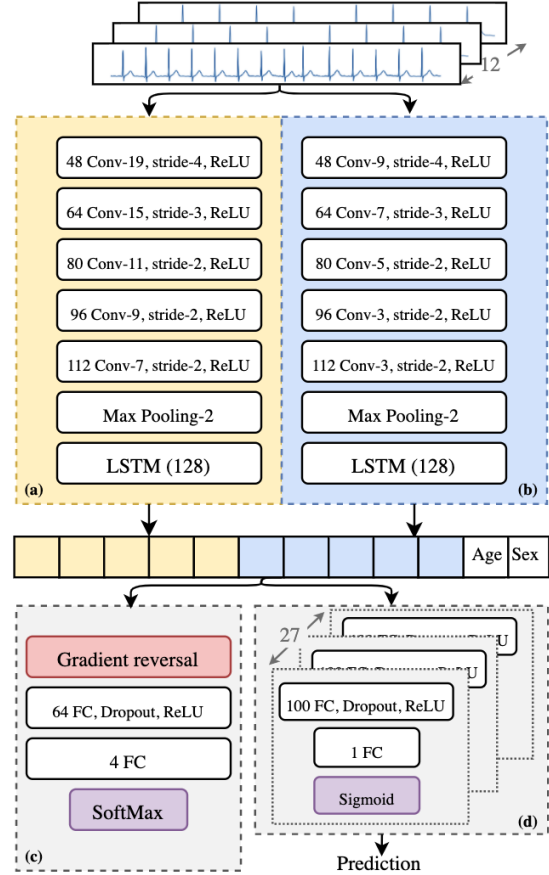 12
48 Conv-19, stride-4, ReLU
64 Conv-15, stride-3, ReLU
80 Conv-11, stride-2, ReLU
96 Conv-9, stride-2, ReLU
112 Conv-7, stride-2, ReLU
Max Pooling-2
LSTM (128)
(a)
48 Conv-9, stride-4, ReLU
64 Conv-7, stride-3, ReLU
80 Conv-5, stride-2, ReLU
96 Conv-3, stride-2, ReLU
112 Conv-3, stride-2, ReLU
Max Pooling-2
LSTM (128)
(b)
Age Sex
Gradient reversal
64 FC, Dropout, ReLU
4 FC
SoftMax
(c)
27
100 FC, Dropout, ReLU
1 FC
Sigmoid
(d)
Prediction